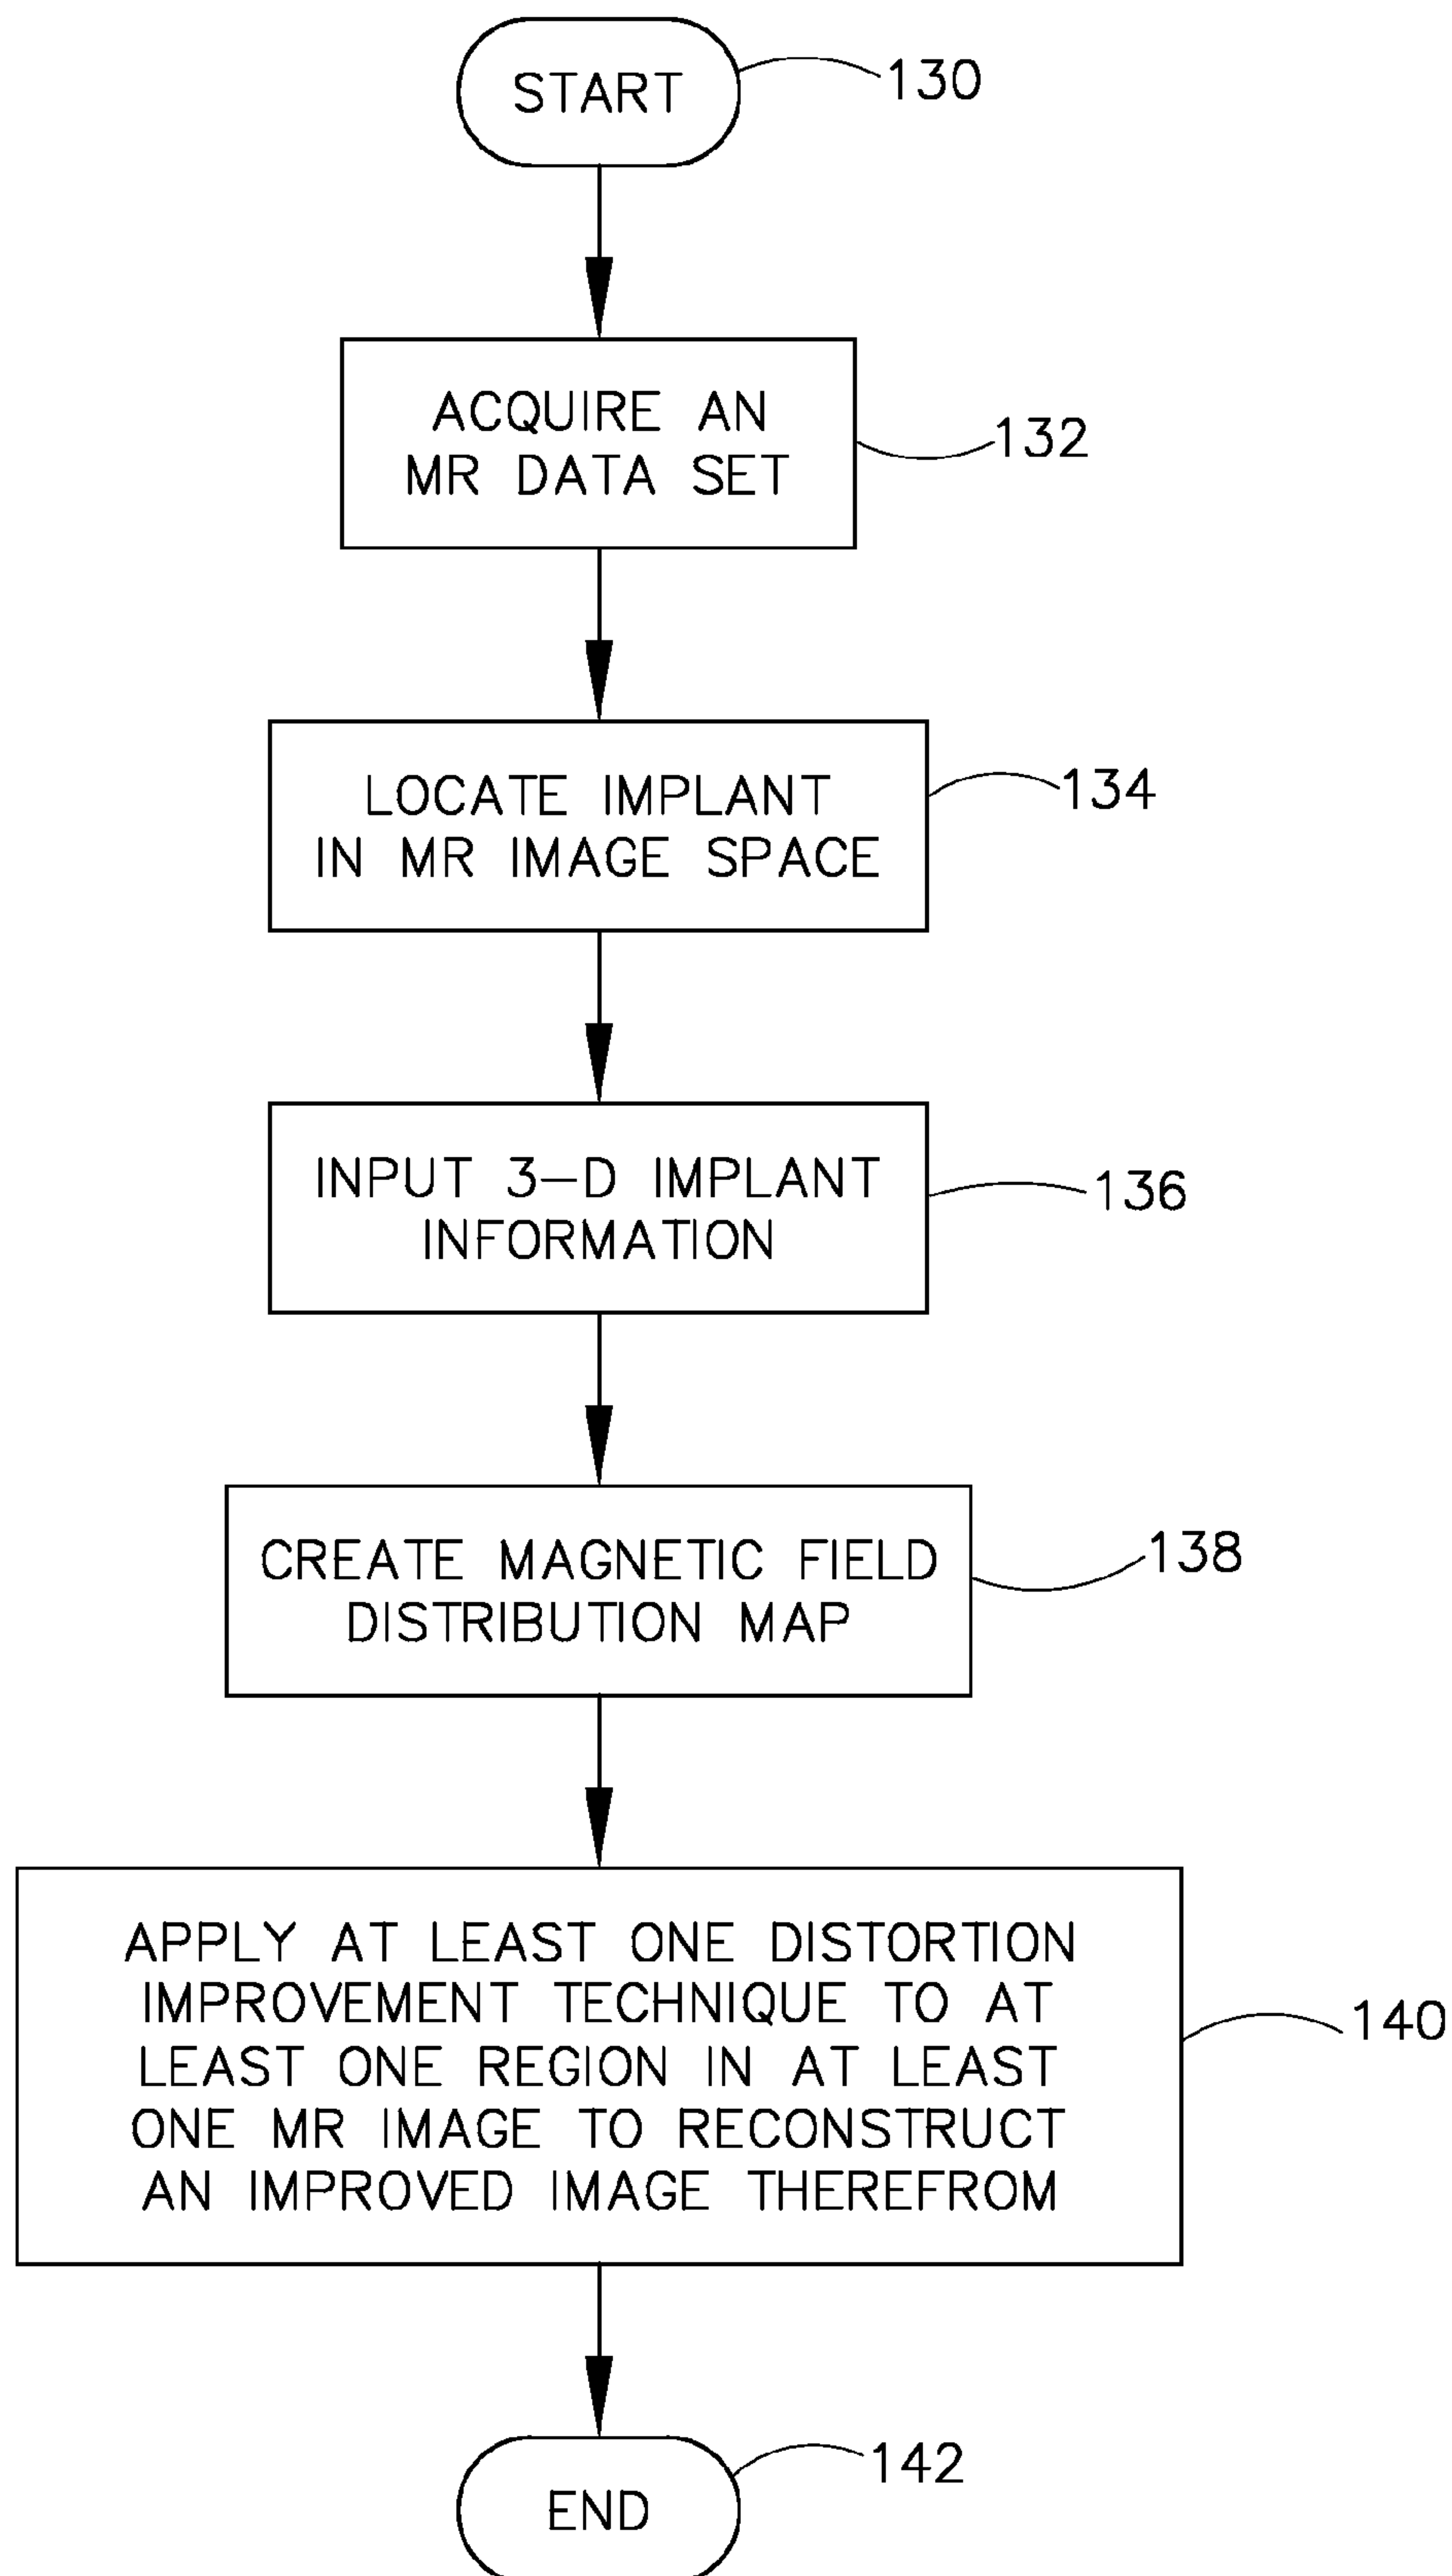 START
130
ACQUIRE AN
MR DATA SET
132
LOCATE IMPLANT
IN MR IMAGE SPACE
134
INPUT 3-D IMPLANT
INFORMATION
136
CREATE MAGNETIC FIELD
DISTRIBUTION MAP
138
APPLY AT LEAST ONE DISTORTION
IMPROVEMENT TECHNIQUE TO AT
LEAST ONE REGION IN AT LEAST
ONE MR IMAGE TO RECONSTRUCT
AN IMPROVED IMAGE THEREFROM
140
END
142